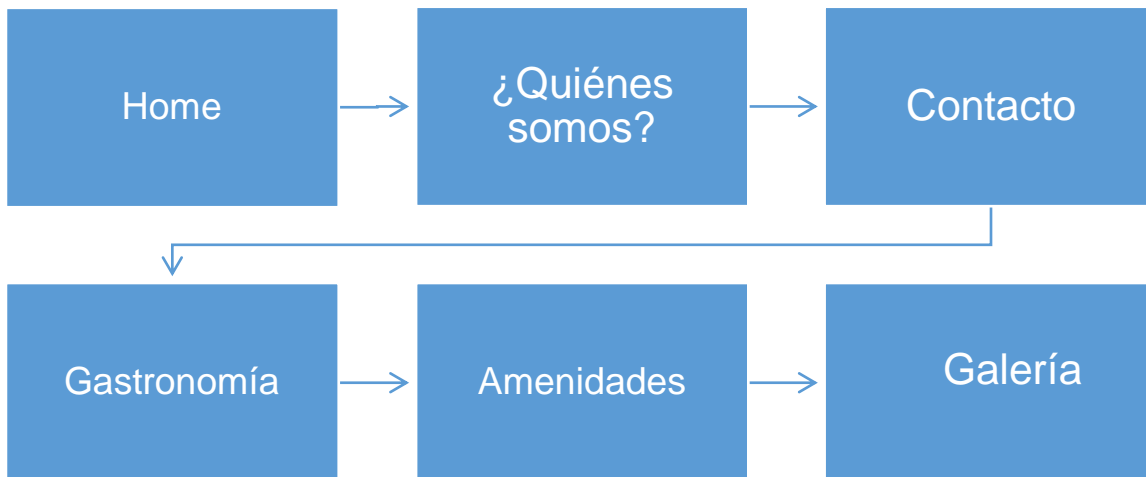 Home
¿Quiénes
somos?
Contacto
Gastronomía
Amenidades
Galería